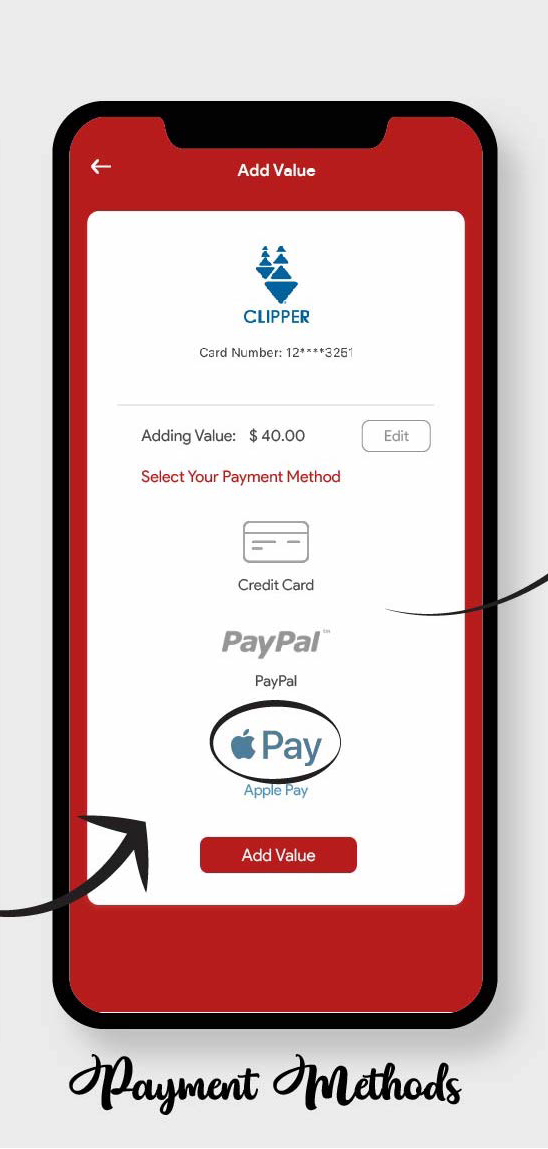 Add Value
CLIPPER
Card Number: 12****3261
Adding Value: $ 40.00 Edit
Select Your Payment Method
Credit Card
PayPal™
PayPal
Pay
Apple Pay
Add Value
Payment Methods